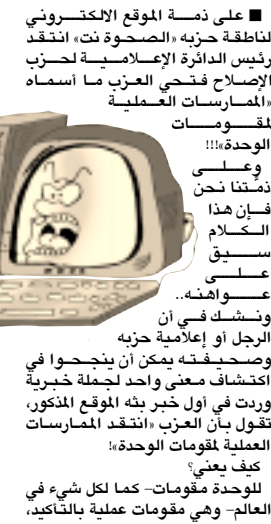 ■ على ذمة الموقع الالكتروني
لناطقة حزبه «الصحوة نت» انتقد
رئيس الدائرة الإعلامية لحزب
الإصلاح فتحي العزب ما أسماه
«الممارسات العملية
لمقومات
الوحدة»!!!
وعلى
ذمّتنا نحن
فإن هذا
الكلام
سيق
على
عواهنه..
ونشك في أن
الرجل أو إعلامية حزبه
وصحيفته يمكن أن ينجحوا في
اكتشاف معنى واحد لجملة خبرية
وردت في أول خبر بثه الموقع المذكور،
تقول بأن العزب «انتقد الممارسات
العملية لمقومات الوحدة»!
كيف يعني؟
للوحدة مقومات– كما لكل شيء في
العالم– وهي مقومات عملية بالتأكيد،